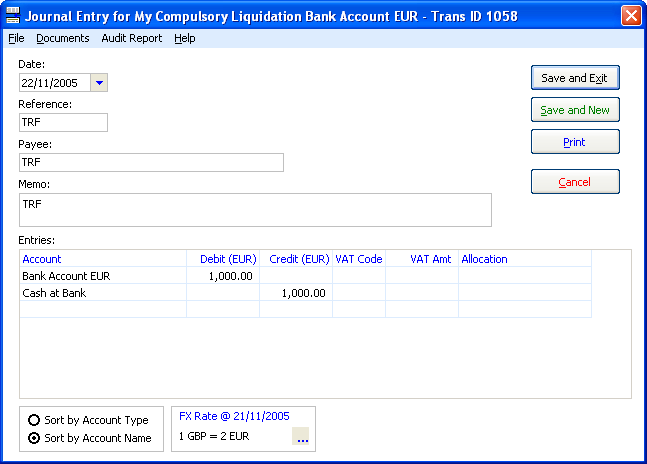 Journal Entry for My Compulsory Liquidation Bank Account EUR - Trans ID 1058
File Documents Audit Report Help
Date:
22/11/2005
Save and Exit
Reference:
TRF
Save and New
Payee:
TRF
Print
Memo:
TRF
Cancel
Entries:
Account Debit (EUR) Credit (EUR) VAT Code VAT Amt Allocation
Bank Account EUR 1,000.00
Cash at Bank 1,000.00
Sort by Account Type
Sort by Account Name
FX Rate @ 21/11/2005
1 GBP = 2 EUR ...